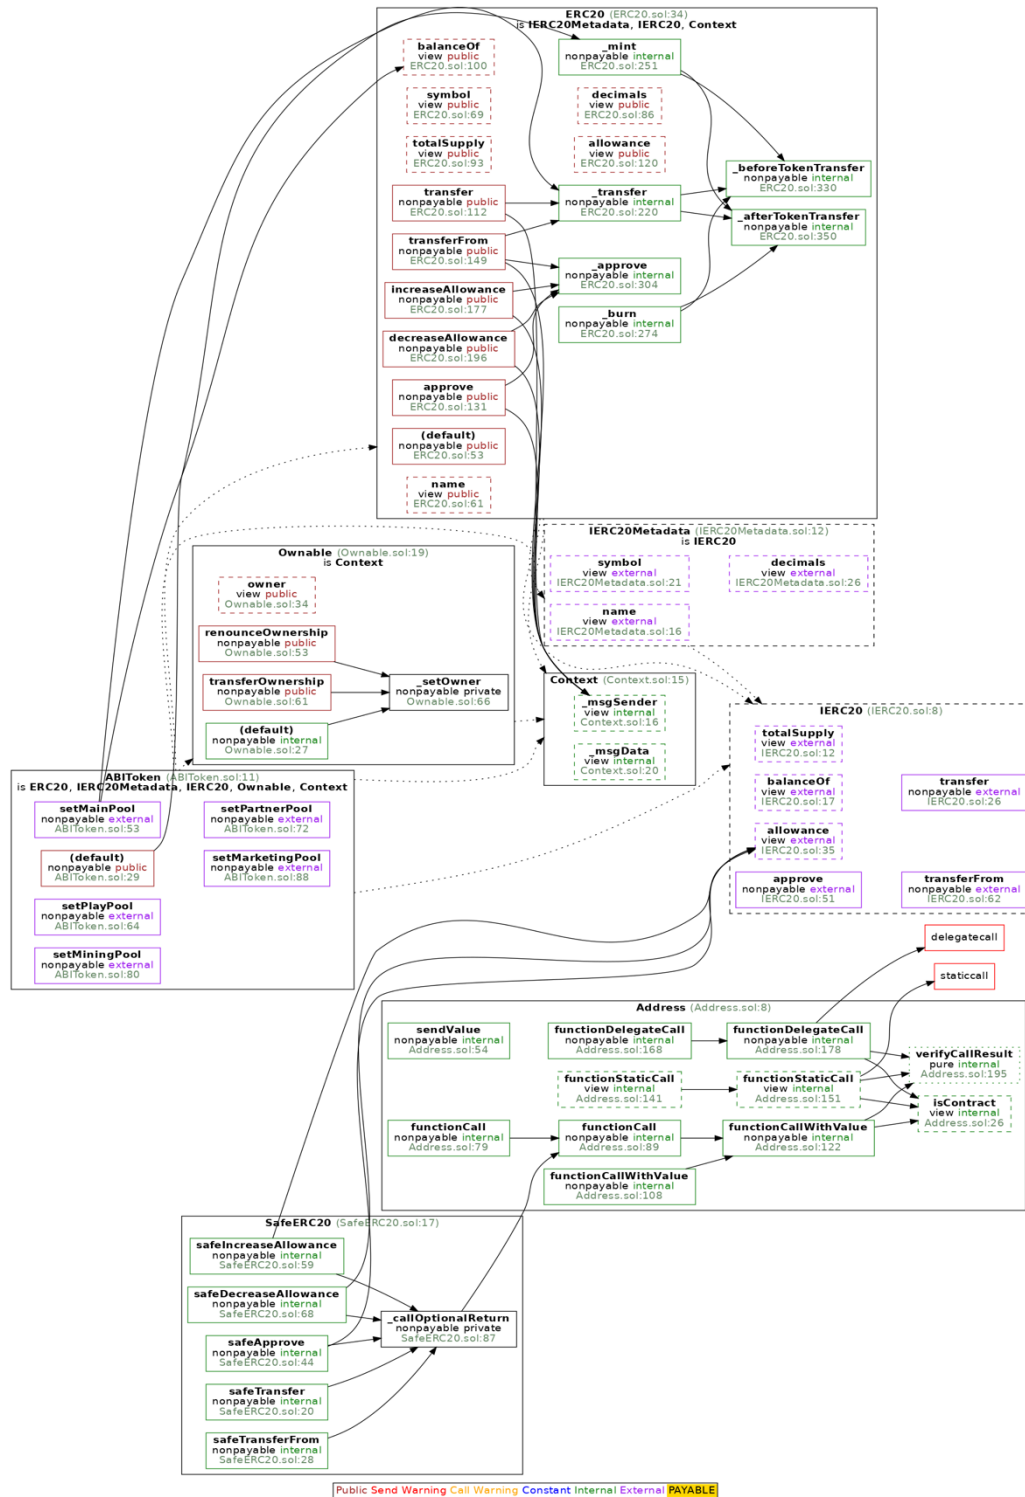 ERC20 (ERC20.sol:34)
is IERC20Metadata, IERC20, Context
balanceOf
view public
ERC20.sol:100
_mint
nonpayable internal
ERC20.sol:251
symbol
view public
ERC20.sol:69
decimals
view public
ERC20.sol:86
totalSupply
view public
ERC20.sol:93
allowance
view public
ERC20.sol:120
_beforeTokenTransfer
nonpayable internal
ERC20.sol:330
transfer
nonpayable public
ERC20.sol:112
_transfer
nonpayable internal
ERC20.sol:220
_afterTokenTransfer
nonpayable internal
ERC20.sol:350
transferFrom
nonpayable public
ERC20.sol:149
_approve
nonpayable internal
ERC20.sol:304
increaseAllowance
nonpayable public
ERC20.sol:177
_burn
nonpayable internal
ERC20.sol:274
decreaseAllowance
nonpayable public
ERC20.sol:196
approve
nonpayable public
ERC20.sol:131
(default)
nonpayable public
ERC20.sol:53
name
view public
ERC20.sol:61
IERC20Metadata (IERC20Metadata.sol:12)
is IERC20
symbol
view external
IERC20Metadata.sol:21
decimals
view external
IERC20Metadata.sol:26
name
view external
IERC20Metadata.sol:16
Ownable (Ownable.sol:19)
is Context
owner
view public
Ownable.sol:34
renounceOwnership
nonpayable public
Ownable.sol:53
transferOwnership
nonpayable public
Ownable.sol:61
_setOwner
nonpayable private
Ownable.sol:66
(default)
nonpayable internal
Ownable.sol:27
Context (Context.sol:15)
_msgSender
view internal
Context.sol:16
_msgData
view internal
Context.sol:20
IERC20 (IERC20.sol:8)
totalSupply
view external
IERC20.sol:12
balanceOf
view external
IERC20.sol:17
transfer
nonpayable external
IERC20.sol:26
allowance
view external
IERC20.sol:35
approve
nonpayable external
IERC20.sol:51
transferFrom
nonpayable external
IERC20.sol:62
ABIToken (ABIToken.sol:11)
is ERC20, IERC20Metadata, IERC20, Ownable, Context
setMainPool
nonpayable external
ABIToken.sol:53
setPartnerPool
nonpayable external
ABIToken.sol:72
(default)
nonpayable public
ABIToken.sol:29
setMarketingPool
nonpayable external
ABIToken.sol:88
setPlayPool
nonpayable external
ABIToken.sol:64
setMiningPool
nonpayable external
ABIToken.sol:80
delegatecall
staticcall
Address (Address.sol:8)
sendValue
nonpayable internal
Address.sol:54
functionDelegateCall
nonpayable internal
Address.sol:168
functionDelegateCall
nonpayable internal
Address.sol:178
verifyCallResult
pure internal
Address.sol:195
functionStaticCall
view internal
Address.sol:141
functionStaticCall
view internal
Address.sol:151
isContract
view internal
Address.sol:26
functionCall
nonpayable internal
Address.sol:79
functionCall
nonpayable internal
Address.sol:89
functionCallWithValue
nonpayable internal
Address.sol:122
functionCallWithValue
nonpayable internal
Address.sol:108
SafeERC20 (SafeERC20.sol:17)
safeIncreaseAllowance
nonpayable internal
SafeERC20.sol:59
safeDecreaseAllowance
nonpayable internal
SafeERC20.sol:68
_callOptionalReturn
nonpayable private
SafeERC20.sol:87
safeApprove
nonpayable internal
SafeERC20.sol:44
safeTransfer
nonpayable internal
SafeERC20.sol:20
safeTransferFrom
nonpayable internal
SafeERC20.sol:28
Public Send Warning Call Warning Constant Internal External PAYABLE